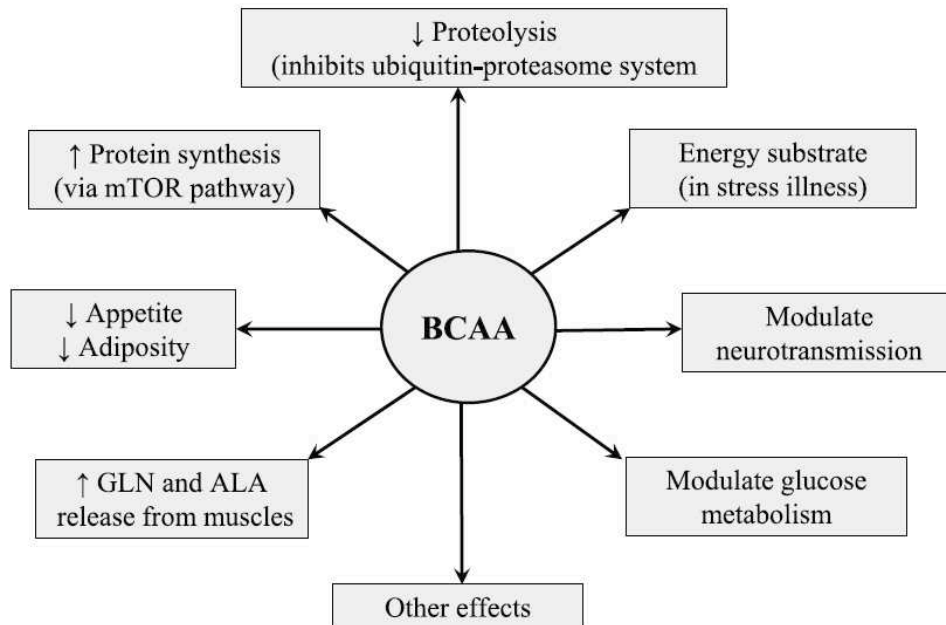 ↓ Proteolysis
(inhibits ubiquitin-proteasome system
↑ Protein synthesis
(via mTOR pathway)
Energy substrate
(in stress illness)
BCAA
↓ Appetite
↓ Adiposity
Modulate
neurotransmission
↑ GLN and ALA
release from muscles
Modulate glucose
metabolism
Other effects